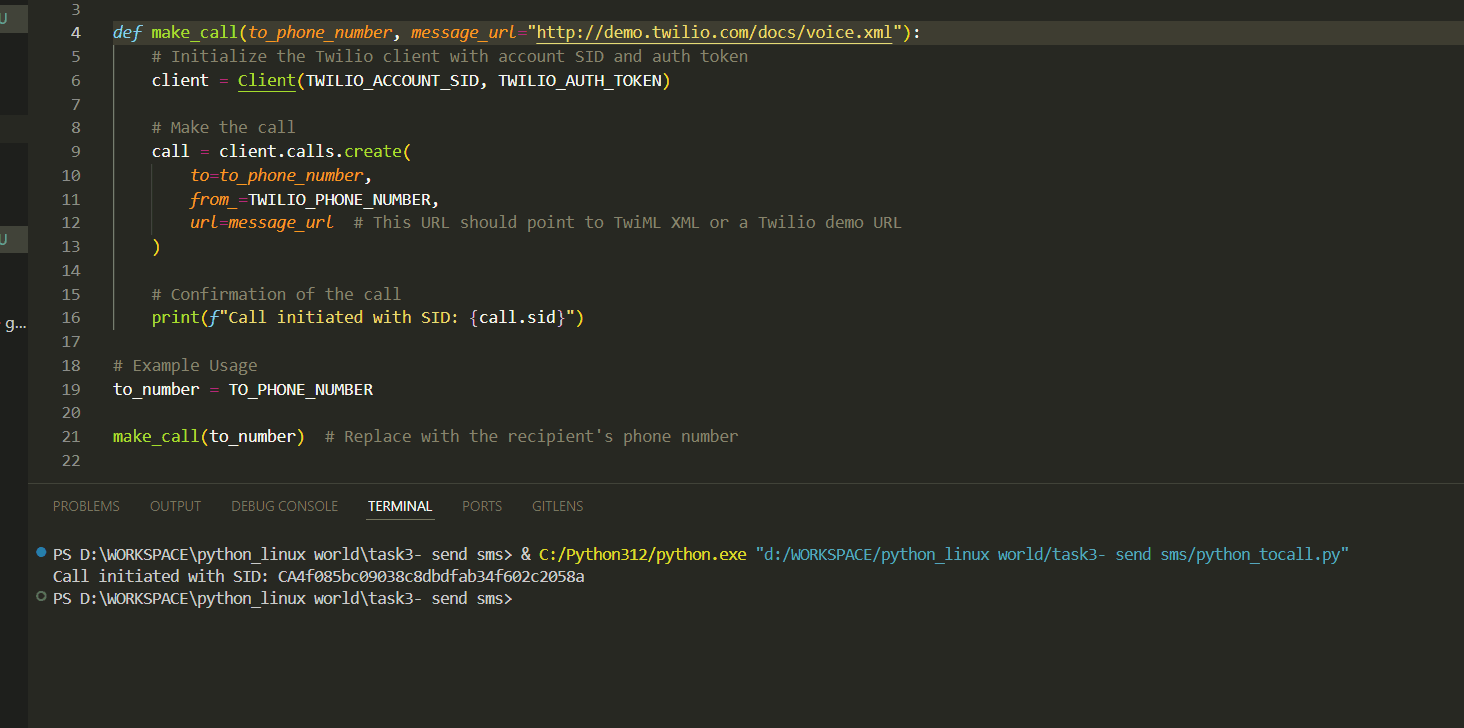 U
U
g...
3
4 def make_call(to_phone_number, message_url="http://demo.twilio.com/docs/voice.xml"):
5 # Initialize the Twilio client with account SID and auth token
6 client = Client(TWILIO_ACCOUNT_SID, TWILIO_AUTH_TOKEN)
7
8 # Make the call
9 call = client.calls.create(
10 to=to_phone_number,
11 from_=TWILIO_PHONE_NUMBER,
12 url=message_url # This URL should point to TwiML XML or a Twilio demo URL
13 )
14
15 # Confirmation of the call
16 print(f"Call initiated with SID: {call.sid}")
17
18 # Example Usage
19 to_number = TO_PHONE_NUMBER
20
21 make_call(to_number) # Replace with the recipient's phone number
22
PROBLEMS OUTPUT DEBUG CONSOLE TERMINAL PORTS GITLENS
PS D:\WORKSPACE\python_linux world\task3- send sms> & C:/Python312/python.exe "d:/WORKSPACE/python_linux world/task3- send sms/python_tocall.py"
Call initiated with SID: CA4f085bc09038c8dbdfab34f602c2058a
PS D:\WORKSPACE\python_linux world\task3- send sms>